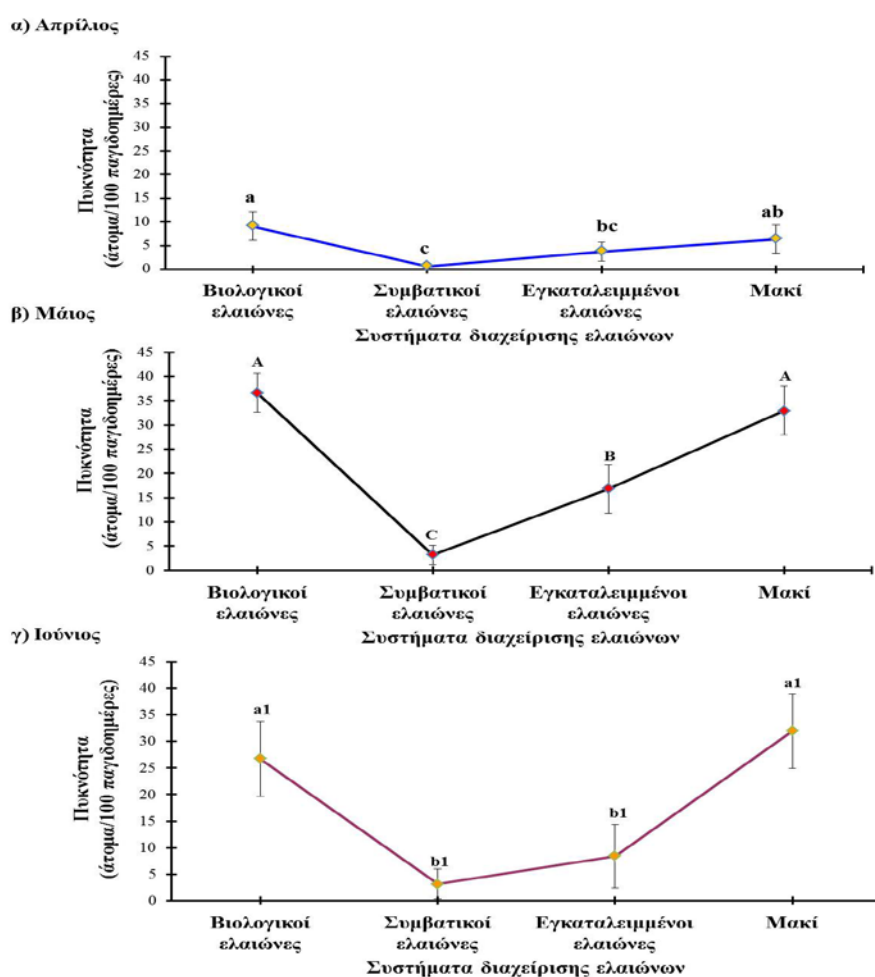 α) Απρίλιος
Πυκνότητα
(άτομα/100 παγιδοημέρες)
45
40
35
30
25
20
15
10
5
0
a
c
bc
ab
Βιολογικοί
ελαιώνες
Συμβατικοί
ελαιώνες
Εγκαταλειμμένοι
ελαιώνες
Μακί
Συστήματα διαχείρισης ελαιώνων
β) Μάιος
Πυκνότητα
(άτομα/100 παγιδοημέρες)
45
40
35
30
25
20
15
10
5
0
A
C
B
A
Βιολογικοί
ελαιώνες
Συμβατικοί
ελαιώνες
Εγκαταλειμμένοι
ελαιώνες
Μακί
Συστήματα διαχείρισης ελαιώνων
γ) Ιούνιος
Πυκνότητα
(άτομα/100 παγιδοημέρες)
45
40
35
30
25
20
15
10
5
0
a1
b1
b1
a1
Βιολογικοί
ελαιώνες
Συμβατικοί
ελαιώνες
Εγκαταλειμμένοι
ελαιώνες
Μακί
Συστήματα διαχείρισης ελαιώνων